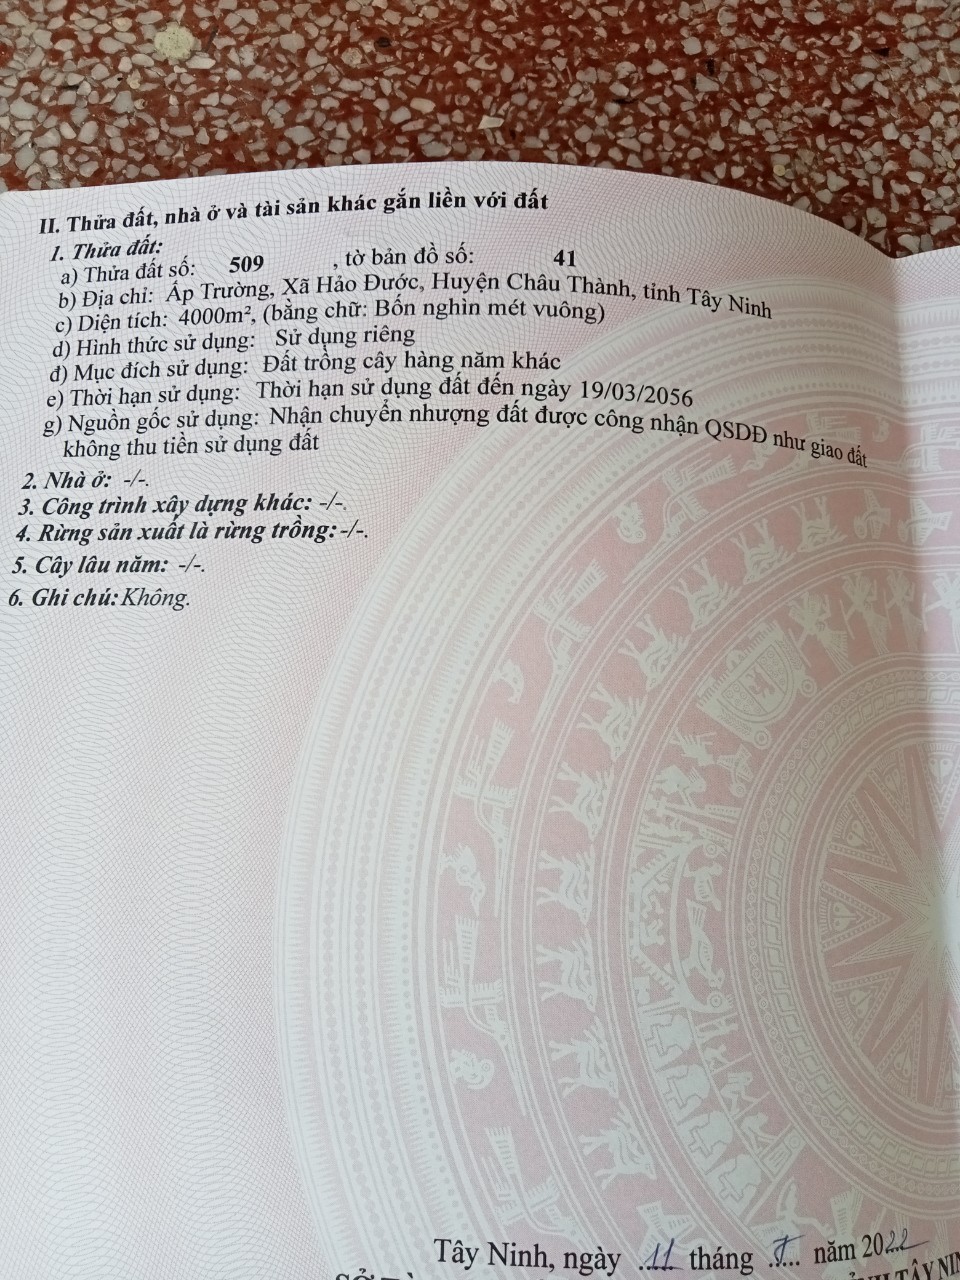 II. Thửa đất, nhà ở và tài sản khác gắn liền với đất
1. Thửa đất:
a) Thửa đất số: 509 , tờ bản đồ số: 41
b) Địa chỉ: Ấp Trường, Xã Hảo Đước, Huyện Châu Thành, tỉnh Tây Ninh
c) Diện tích: 4000m², (bằng chữ: Bốn nghìn mét vuông)
d) Hình thức sử dụng: Sử dụng riêng
đ) Mục đích sử dụng: Đất trồng cây hàng năm khác
e) Thời hạn sử dụng: Thời hạn sử dụng đất đến ngày 19/03/2056
g) Nguồn gốc sử dụng: Nhận chuyển nhượng đất được công nhận QSDĐ như giao đất
không thu tiền sử dụng đất
2. Nhà ở: -/-.
3. Công trình xây dựng khác: -/-.
4. Rừng sản xuất là rừng trồng: -/-.
5. Cây lâu năm: -/-.
6. Ghi chú: Không.
Tây Ninh, ngày 11 tháng .... năm 2022
TÂY NIN